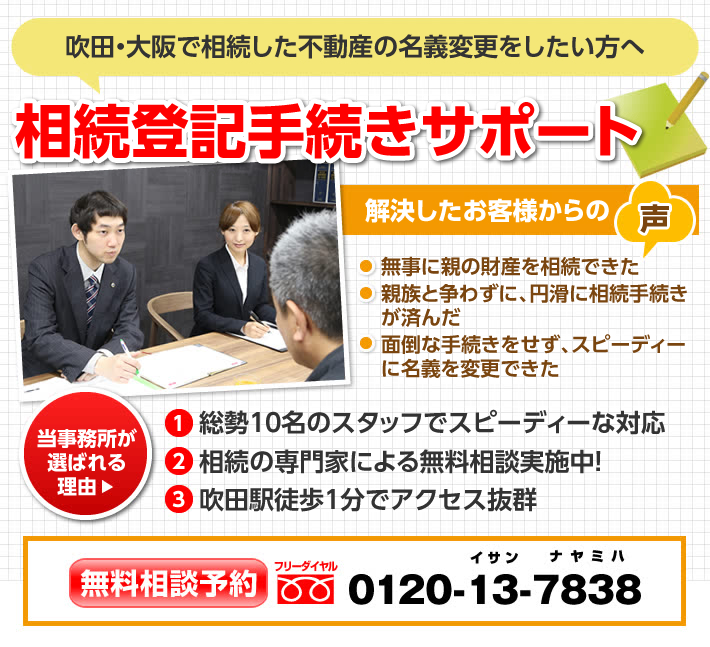 吹田・大阪で相続した不動産の名義変更をしたい方へ
相続登記手続きサポート
解決したお客様からの声
● 無事に親の財産を相続できた
● 親族と争わずに、円滑に相続手続き
が済んだ
● 面倒な手続きをせず、スピーディー
に名義を変更できた
当事務所が
選ばれる
理由▶
1 総勢10名のスタッフでスピーディーな対応
2 相続の専門家による無料相談実施中!
3 吹田駅徒歩1分でアクセス抜群
無料相談予約
フリーダイヤル
イサン ナヤミハ
0120-13-7838